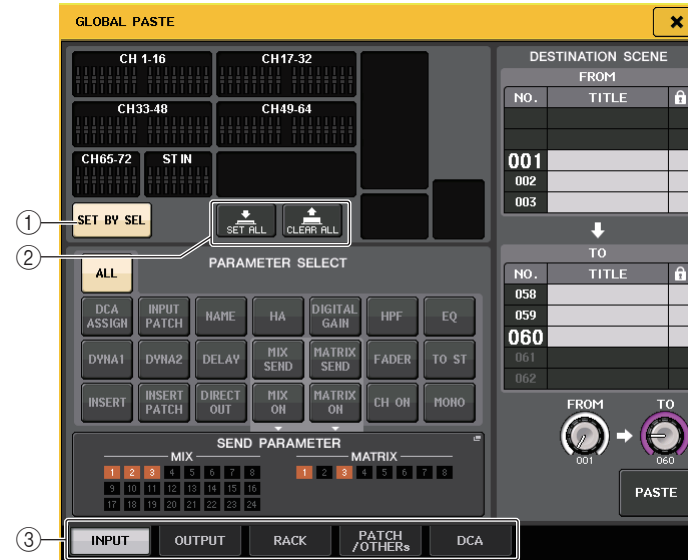 GLOBAL PASTE
CH 1-16
CH17-32
CH33-48
CH49-64
CH65-72
ST IN
① SET BY SEL
② SET ALL
CLEAR ALL
PARAMETER SELECT
ALL
DCA ASSIGN
INPUT PATCH
NAME
HA
DIGITAL GAIN
HPF
EQ
DYNA1
DYNA2
DELAY
MIX SEND
MATRIX SEND
FADER
TO ST
INSERT
INSERT PATCH
DIRECT OUT
MIX ON
MATRIX ON
CH ON
MONO
SEND PARAMETER
MIX
MATRIX
1 2 3 4 5 6 7 8
1 2 3 4 5 6 7 8
9 10 11 12 13 14 15 16
17 18 19 20 21 22 23 24
③ INPUT
OUTPUT
RACK
PATCH /OTHERs
DCA
DESTINATION SCENE
FROM
NO. TITLE
001
002
003
TO
NO. TITLE
058
059
060
061
062
FROM TO
001 060
PASTE